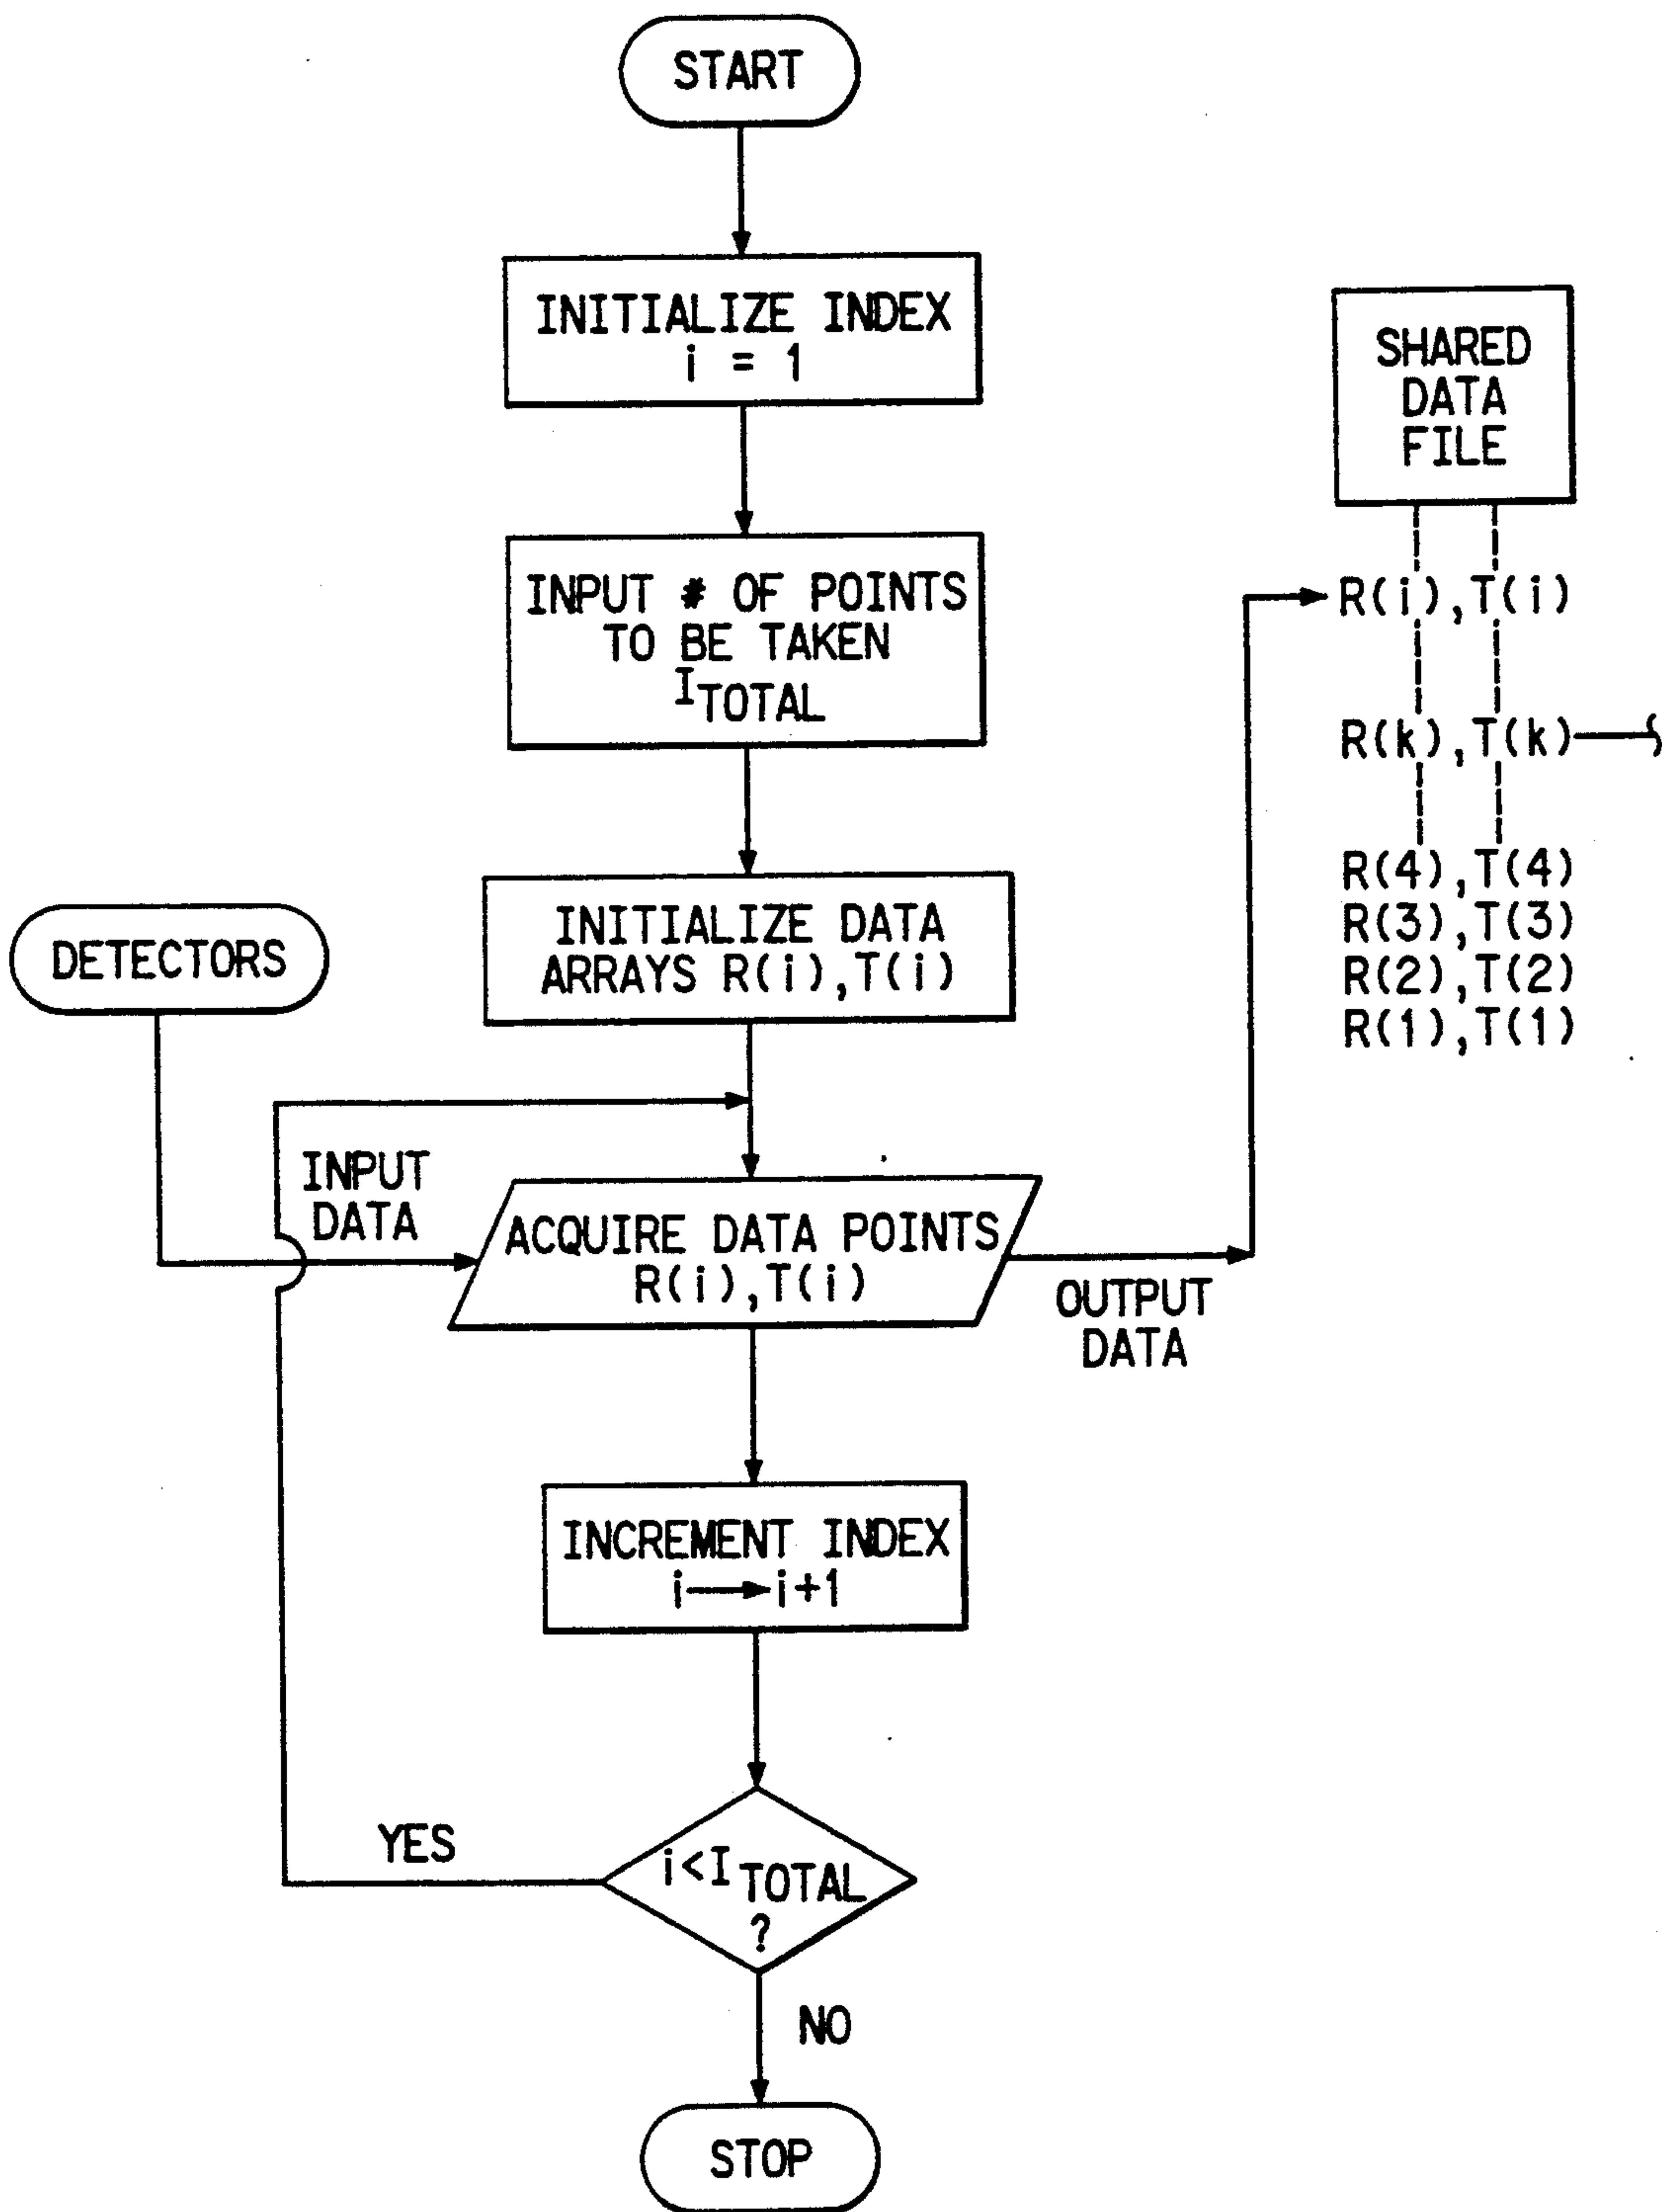 START
INITIALIZE INDEX
i = 1
INPUT # OF POINTS
TO BE TAKEN
I TOTAL
INITIALIZE DATA
ARRAYS R(i),T(i)
DETECTORS
INPUT
DATA
ACQUIRE DATA POINTS
R(i),T(i)
OUTPUT
DATA
INCREMENT INDEX
i→i+1
YES
i<I TOTAL
?
NO
STOP
SHARED
DATA
FILE
R(i),T(i)
R(k),T(k)
R(4),T(4)
R(3),T(3)
R(2),T(2)
R(1),T(1)